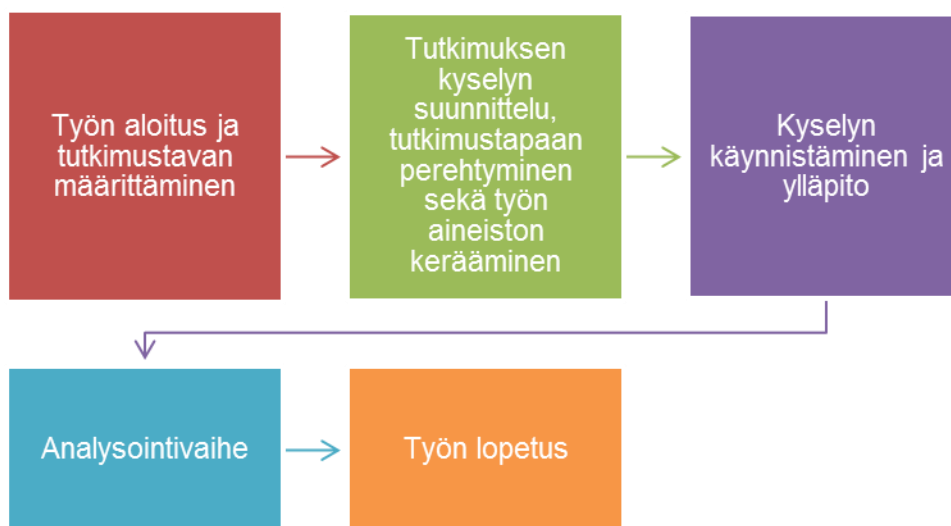 Työn aloitus ja
tutkimustavan
määrittäminen
Tutkimuksen
kyselyn
suunnittelu,
tutkimustapaan
perehtyminen
sekä työn
aineiston
kerääminen
Kyselyn
käynnistäminen ja
ylläpito
Analysointivaihe
Työn lopetus